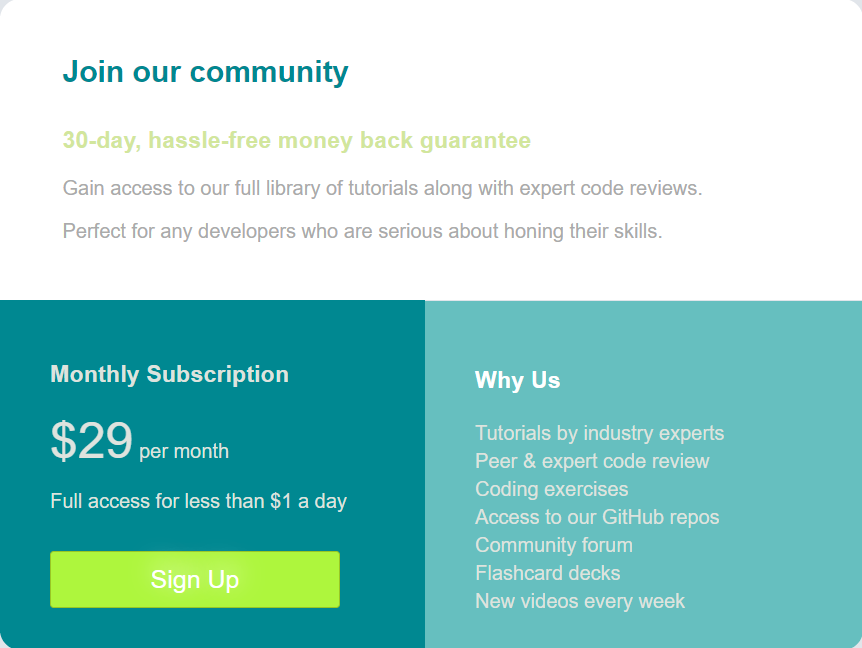 Join our community
30-day, hassle-free money back guarantee
Gain access to our full library of tutorials along with expert code reviews.
Perfect for any developers who are serious about honing their skills.
Monthly Subscription
$29 per month
Full access for less than $1 a day
Sign Up
Why Us
Tutorials by industry experts
Peer & expert code review
Coding exercises
Access to our GitHub repos
Community forum
Flashcard decks
New videos every week